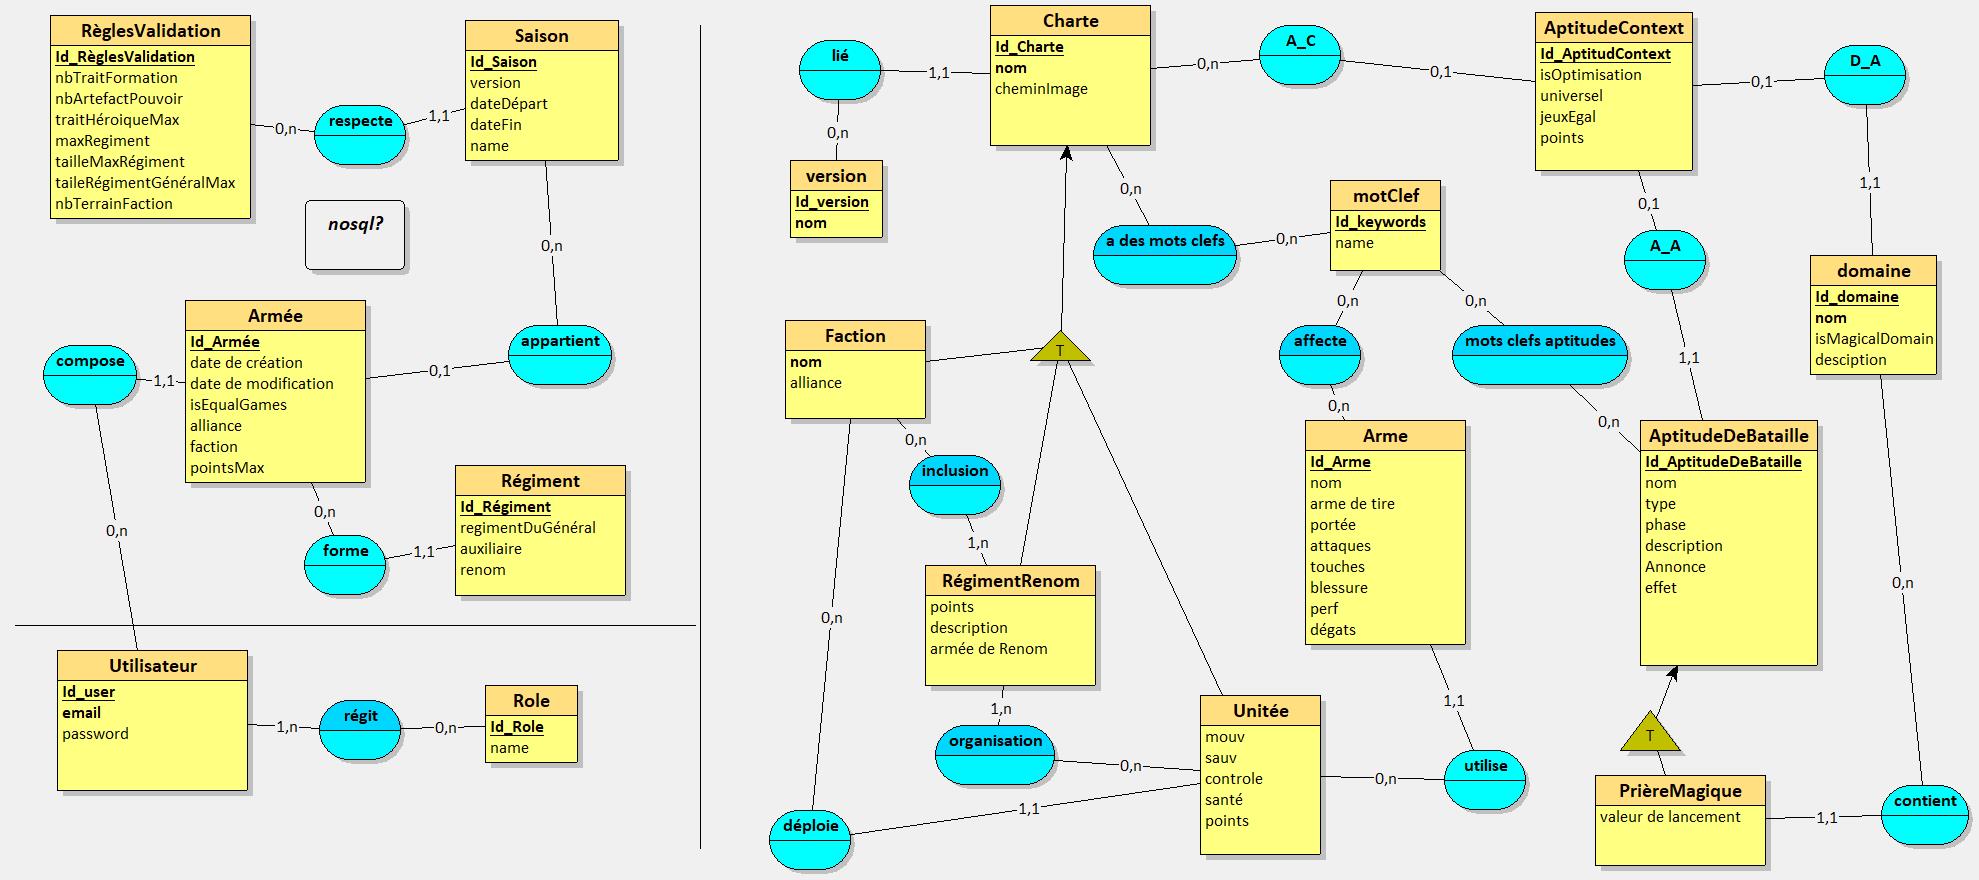 RèglesValidation
Id_RèglesValidation
nbTraitFormation
nbArtefactPouvoir
traitHéroiqueMax
maxRegiment
tailleMaxRégiment
taileRégimentGénéralMax
nbTerrainFaction
0,n
respecte
1,1
Saison
Id_Saison
version
dateDépart
dateFin
name
nosql?
0,n
appartient
0,1
Armée
Id_Armée
date de création
date de modification
isEqualGames
alliance
faction
pointsMax
compose
1,1
0,n
0,n
forme
1,1
Régiment
Id_Régiment
regimentDuGénéral
auxiliaire
renom
Utilisateur
Id_user
email
password
1,n
régit
0,n
Role
Id_Role
name
lié
1,1
0,n
version
Id_version
nom
Charte
Id_Charte
nom
cheminImage
0,n
A_C
0,1
AptitudeContext
Id_AptitudContext
isOptimisation
universel
jeuxEgal
points
0,1
D_A
1,1
0,n
a des mots clefs
0,n
motClef
Id_keywords
name
0,1
A_A
1,1
domaine
Id_domaine
nom
isMagicalDomain
desciption
0,n
affecte
0,n
0,n
mots clefs aptitudes
0,n
T
Faction
nom
alliance
0,n
inclusion
1,n
0,n
RégimentRenom
points
description
armée de Renom
1,n
organisation
0,n
déploie
1,1
Unitée
mouv
sauv
controle
santé
points
0,n
utilise
1,1
Arme
Id_Arme
nom
arme de tire
portée
attaques
touches
blessure
perf
dégats
AptitudeDeBataille
Id_AptitudeDeBataille
nom
type
phase
description
Annonce
effet
T
PrièreMagique
valeur de lancement
1,1
contient
0,n